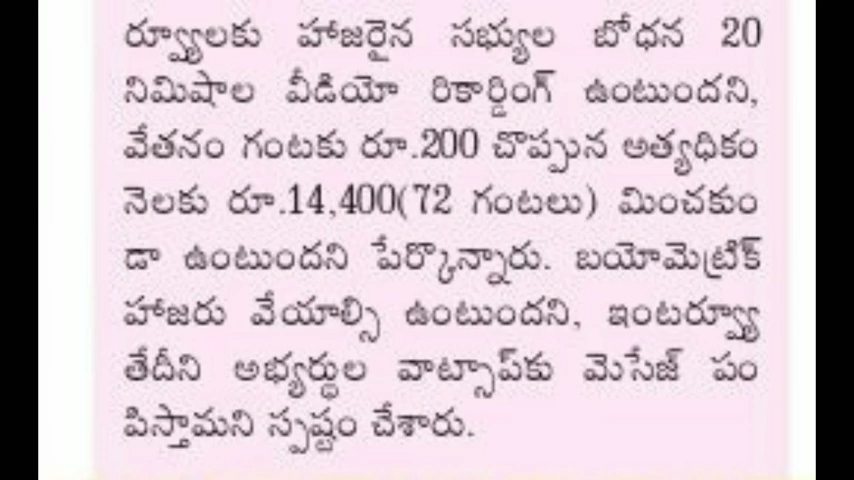 ర్వ్యూలకు హాజరైన సభ్యుల బోధన 20
నిమిషాల వీడియో రికార్డింగ్ ఉంటుందని,
వేతనం గంటకు రూ.200 చొప్పున అత్యధికం
నెలకు రూ.14,400(72 గంటలు) మించకుం
డా ఉంటుందని పేర్కొన్నారు. బయోమెట్రిక్
హాజరు వేయాల్సి ఉంటుందని, ఇంటర్వ్యూ
తేదీని అభ్యర్థుల వాట్సాప్‌కు మెసేజ్ పం
పిస్తామని స్పష్టం చేశారు.